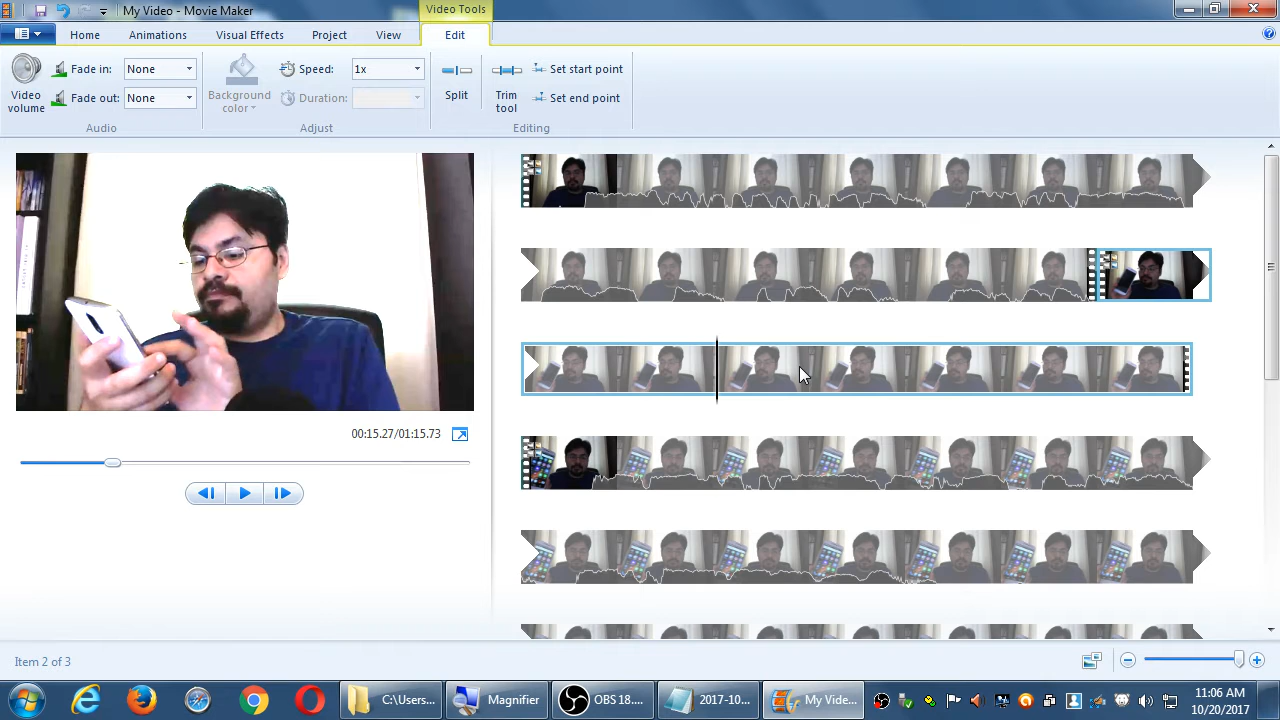 My Video - Movie Maker
Video Tools
Home
Animations
Visual Effects
Project
View
Edit
Video volume
Fade in: None
Fade out: None
Audio
Background color
Speed: 1x
Duration:
Adjust
Split
Trim tool
Set start point
Set end point
Editing
00:15.27/01:15.73
Item 2 of 3
C:\Users...
Magnifier
OBS 18....
2017-10...
My Vide...
11:06 AM
10/20/2017